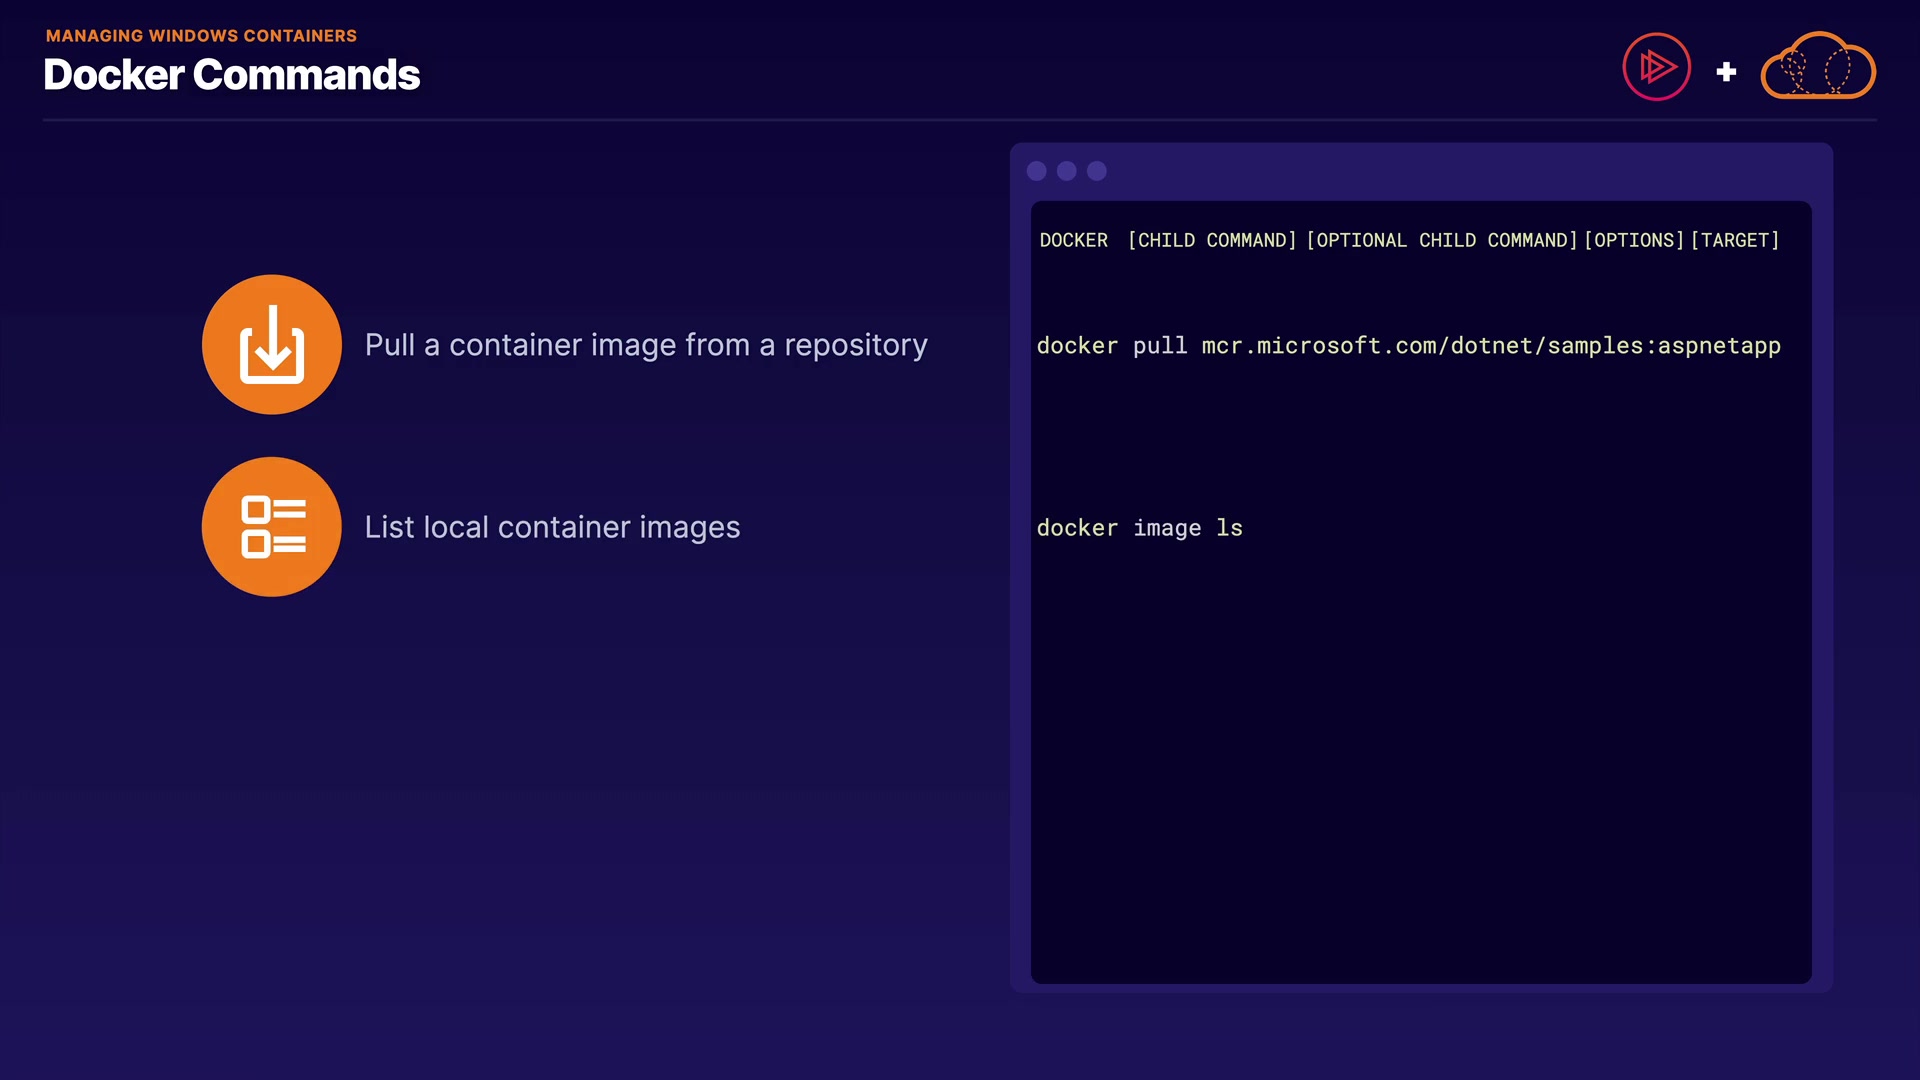 MANAGING WINDOWS CONTAINERS
Docker Commands
DOCKER [CHILD COMMAND] [OPTIONAL CHILD COMMAND] [OPTIONS] [TARGET]
Pull a container image from a repository
docker pull mcr.microsoft.com/dotnet/samples:aspnetapp
List local container images
docker image ls